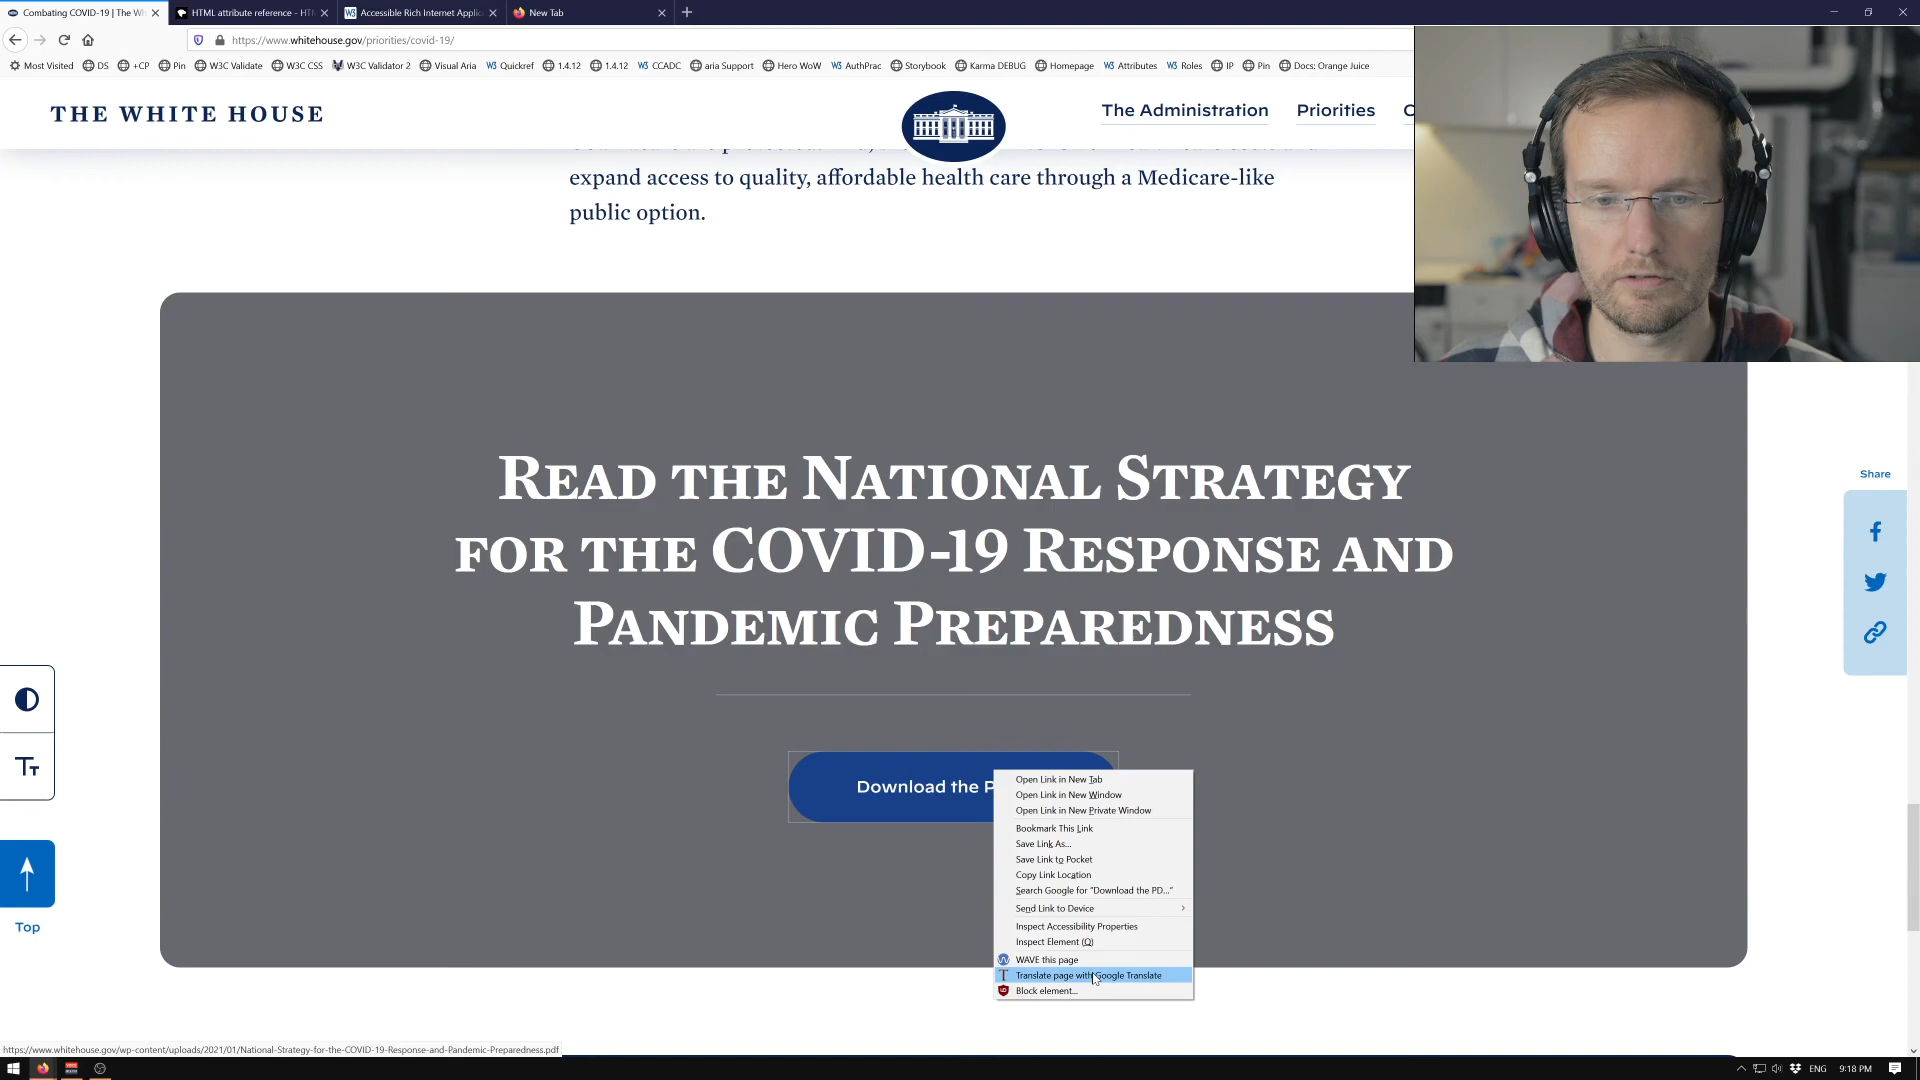 Combating COVID-19 | The Wh
HTML attribute reference - HTM
Accessible Rich Internet Applic
New Tab
https://www.whitehouse.gov/priorities/covid-19/
Most Visited
DS
+CP
Pin
W3C Validate
W3C CSS
W3C Validator 2
Visual Aria
Quickref
1.4.12
1.4.12
CCADC
aria Support
Hero WoW
AuthPrac
Storybook
Karma DEBUG
Homepage
Attributes
Roles
IP
Pin
Docs: Orange Juice
THE WHITE HOUSE
The Administration
Priorities
expand access to quality, affordable health care through a Medicare-like
public option.
READ THE NATIONAL STRATEGY
FOR THE COVID-19 RESPONSE AND
PANDEMIC PREPAREDNESS
Download the P
Share
Top
Open Link in New Tab
Open Link in New Window
Open Link in New Private Window
Bookmark This Link
Save Link As...
Save Link to Pocket
Copy Link Location
Search Google for "Download the PD..."
Send Link to Device
Inspect Accessibility Properties
Inspect Element (Q)
WAVE this page
Translate page with Google Translate
Block element...
https://www.whitehouse.gov/wp-content/uploads/2021/01/National-Strategy-for-the-COVID-19-Response-and-Pandemic-Preparedness.pdf
ENG
9:18 PM